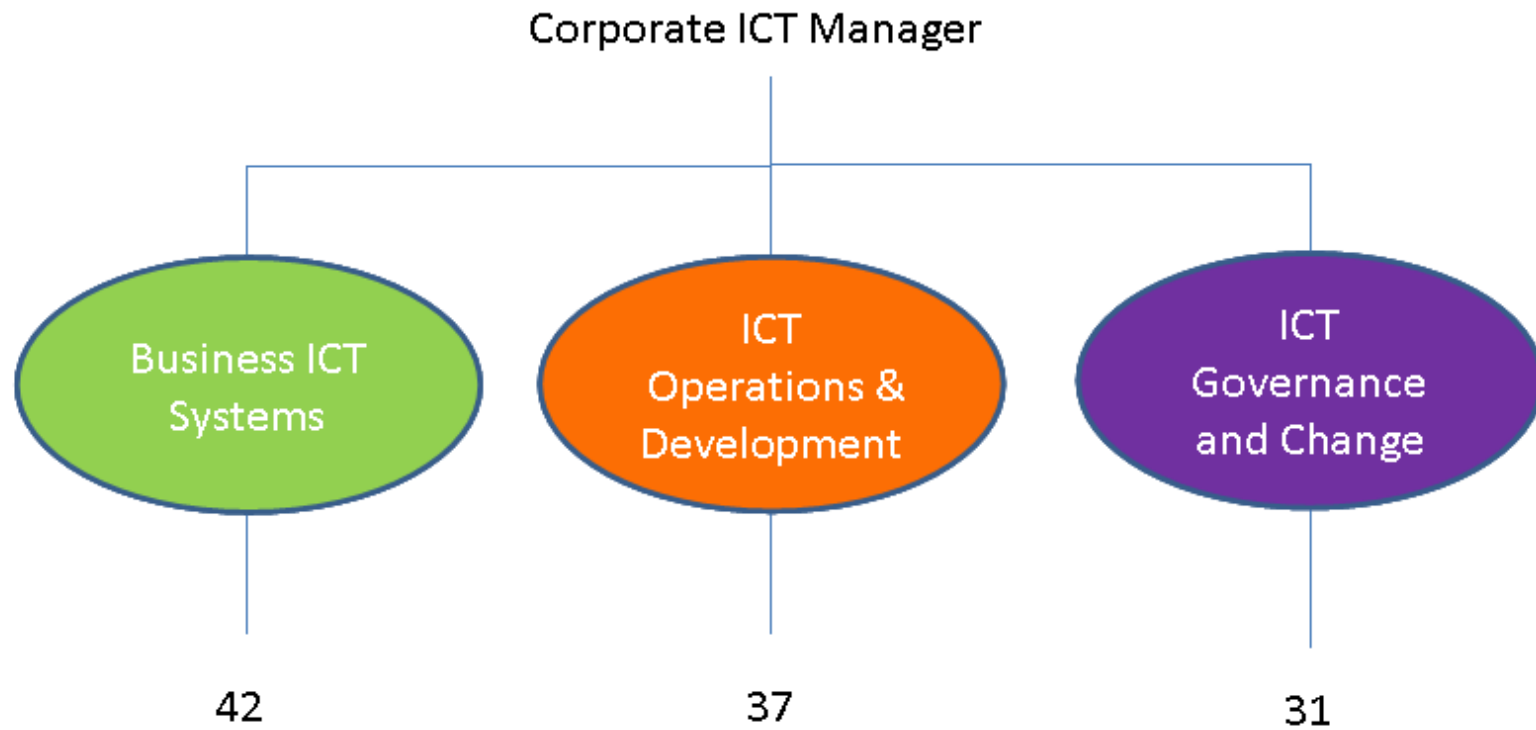 Corporate ICT Manager
Business ICT
Systems
ICT
Operations &
Development
ICT
Governance
and Change
42
37
31